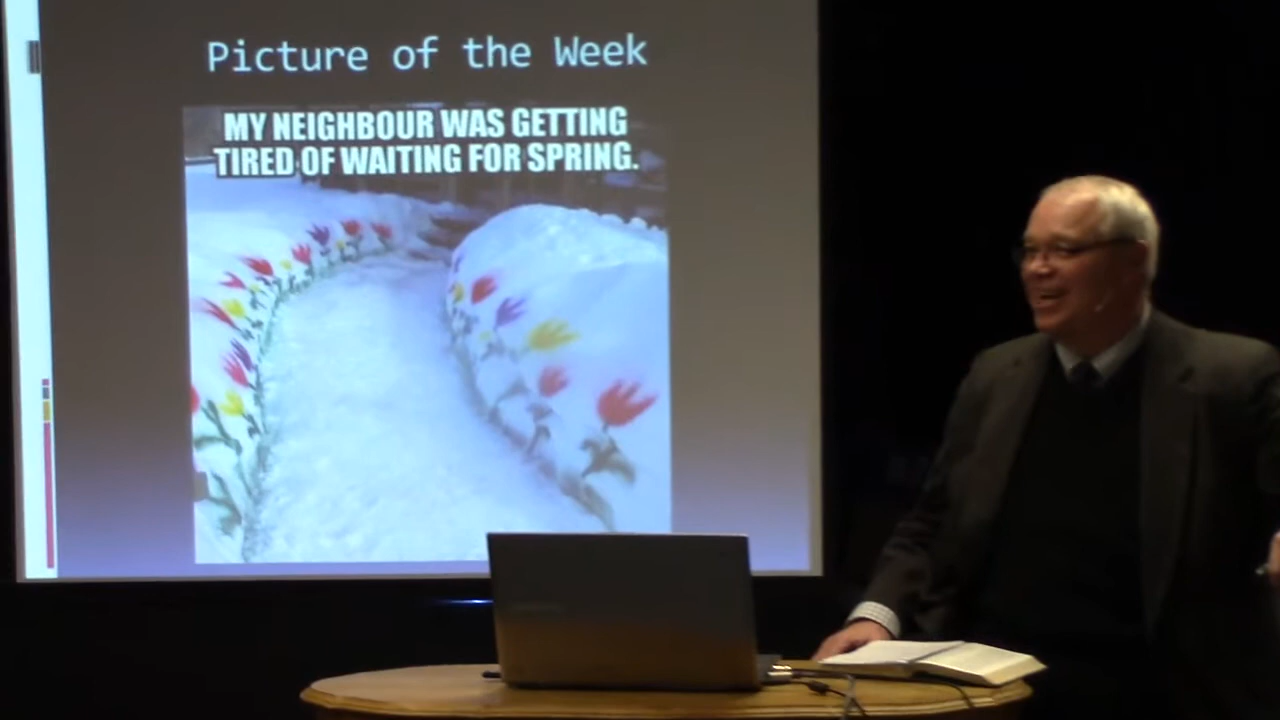 Picture of the Week
MY NEIGHBOUR WAS GETTING
TIRED OF WAITING FOR SPRING.